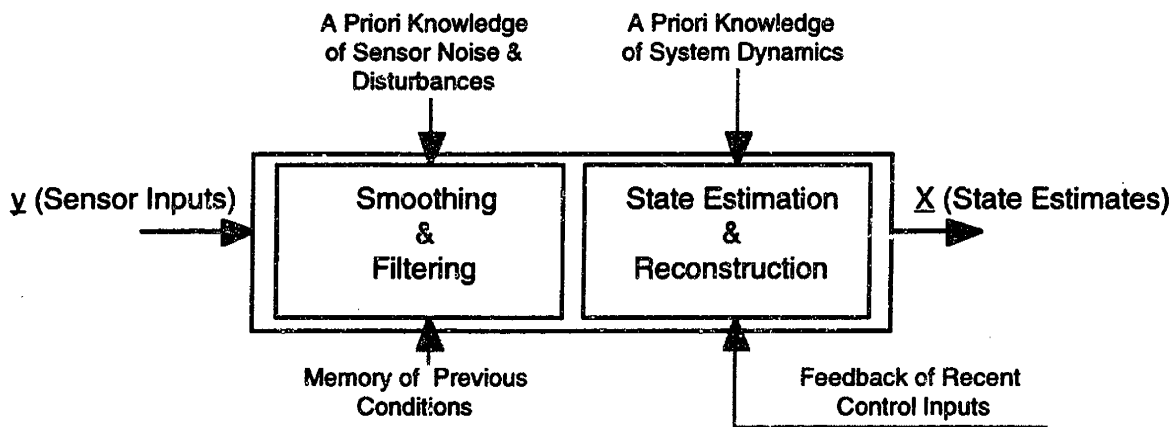 A Priori Knowledge
of Sensor Noise &
Disturbances
A Priori Knowledge
of System Dynamics
y (Sensor Inputs)
Smoothing
&
Filtering
State Estimation
&
Reconstruction
X (State Estimates)
Memory of Previous
Conditions
Feedback of Recent
Control Inputs